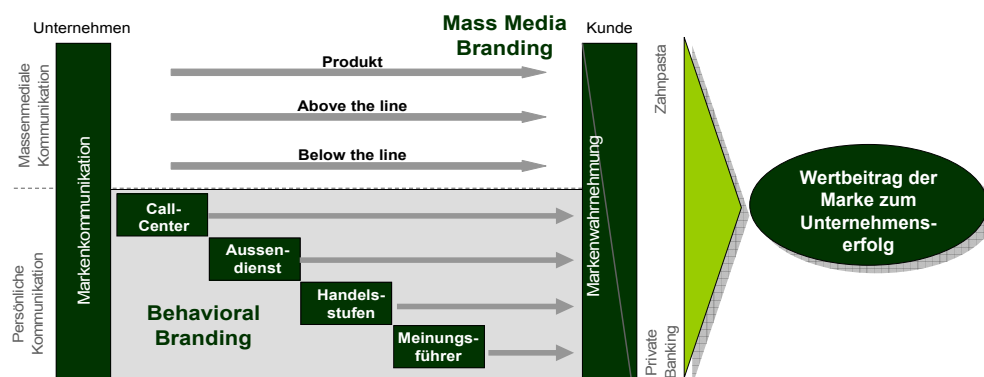 Unternehmen
Mass Media
Branding
Kunde
Massenmediale
Kommunikation
Persönliche
Kommunikation
Markenkommunikation
Produkt
Above the line
Below the line
Call-
Center
Aussen-
dienst
Handels-
stufen
Meinungs-
führer
Behavioral
Branding
Markenwahrnehmung
Zahnpasta
Private
Banking
Wertbeitrag der
Marke zum
Unternehmens-
erfolg